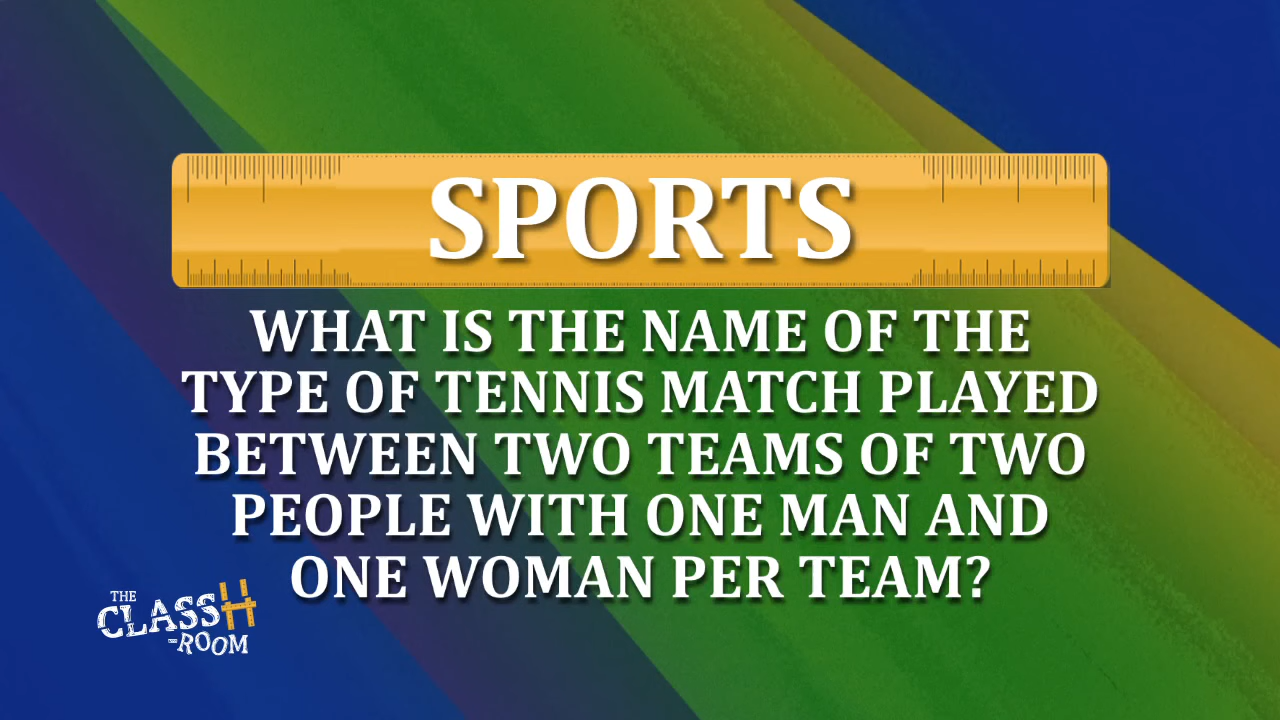 SPORTS
WHAT IS THE NAME OF THE
TYPE OF TENNIS MATCH PLAYED
BETWEEN TWO TEAMS OF TWO
PEOPLE WITH ONE MAN AND
ONE WOMAN PER TEAM?
THE
CLASSH
-ROOM